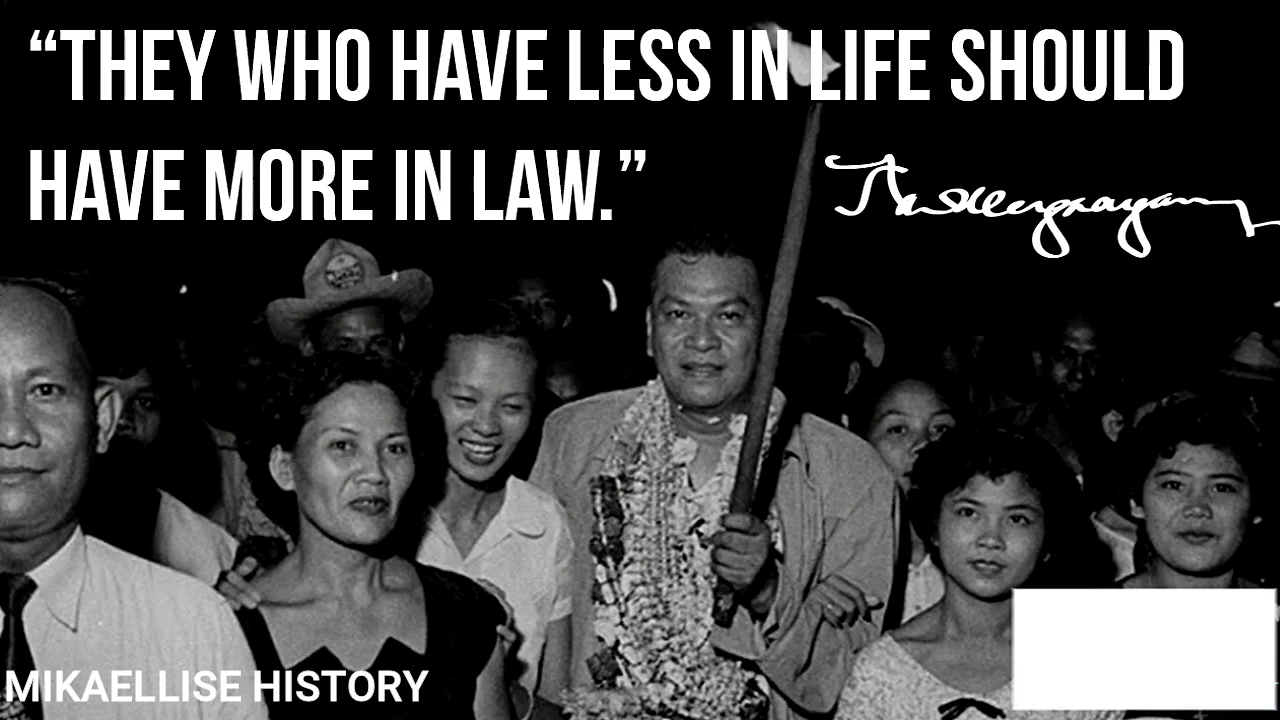 “THEY WHO HAVE LESS IN LIFE SHOULD
HAVE MORE IN LAW.”
MIKAELLISE HISTORY